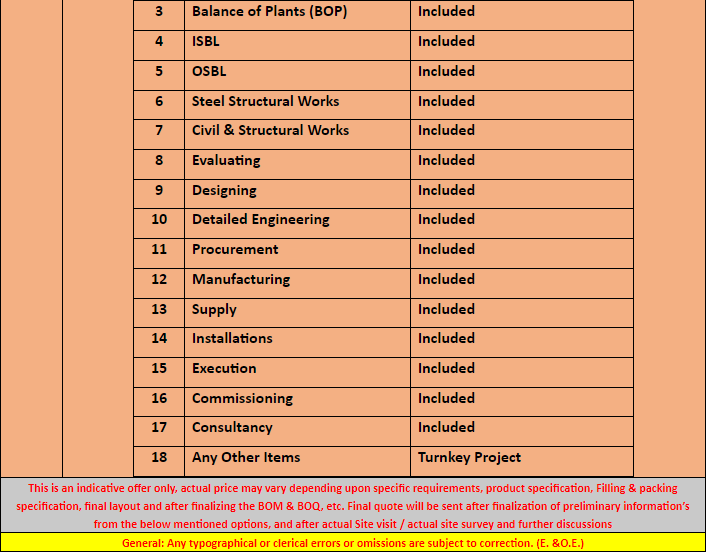 3 Balance of Plants (BOP) Included
4 ISBL Included
5 OSBL Included
6 Steel Structural Works Included
7 Civil & Structural Works Included
8 Evaluating Included
9 Designing Included
10 Detailed Engineering Included
11 Procurement Included
12 Manufacturing Included
13 Supply Included
14 Installations Included
15 Execution Included
16 Commissioning Included
17 Consultancy Included
18 Any Other Items Turnkey Project
This is an indicative offer only, actual price may vary depending upon specific requirements, product specification, Filling & packing
specification, final layout and after finalizing the BOM & BOQ, etc. Final quote will be sent after finalization of preliminary information's
from the below mentioned options, and after actual Site visit / actual site survey and further discussions
General: Any typographical or clerical errors or omissions are subject to correction. (E. &O.E.)